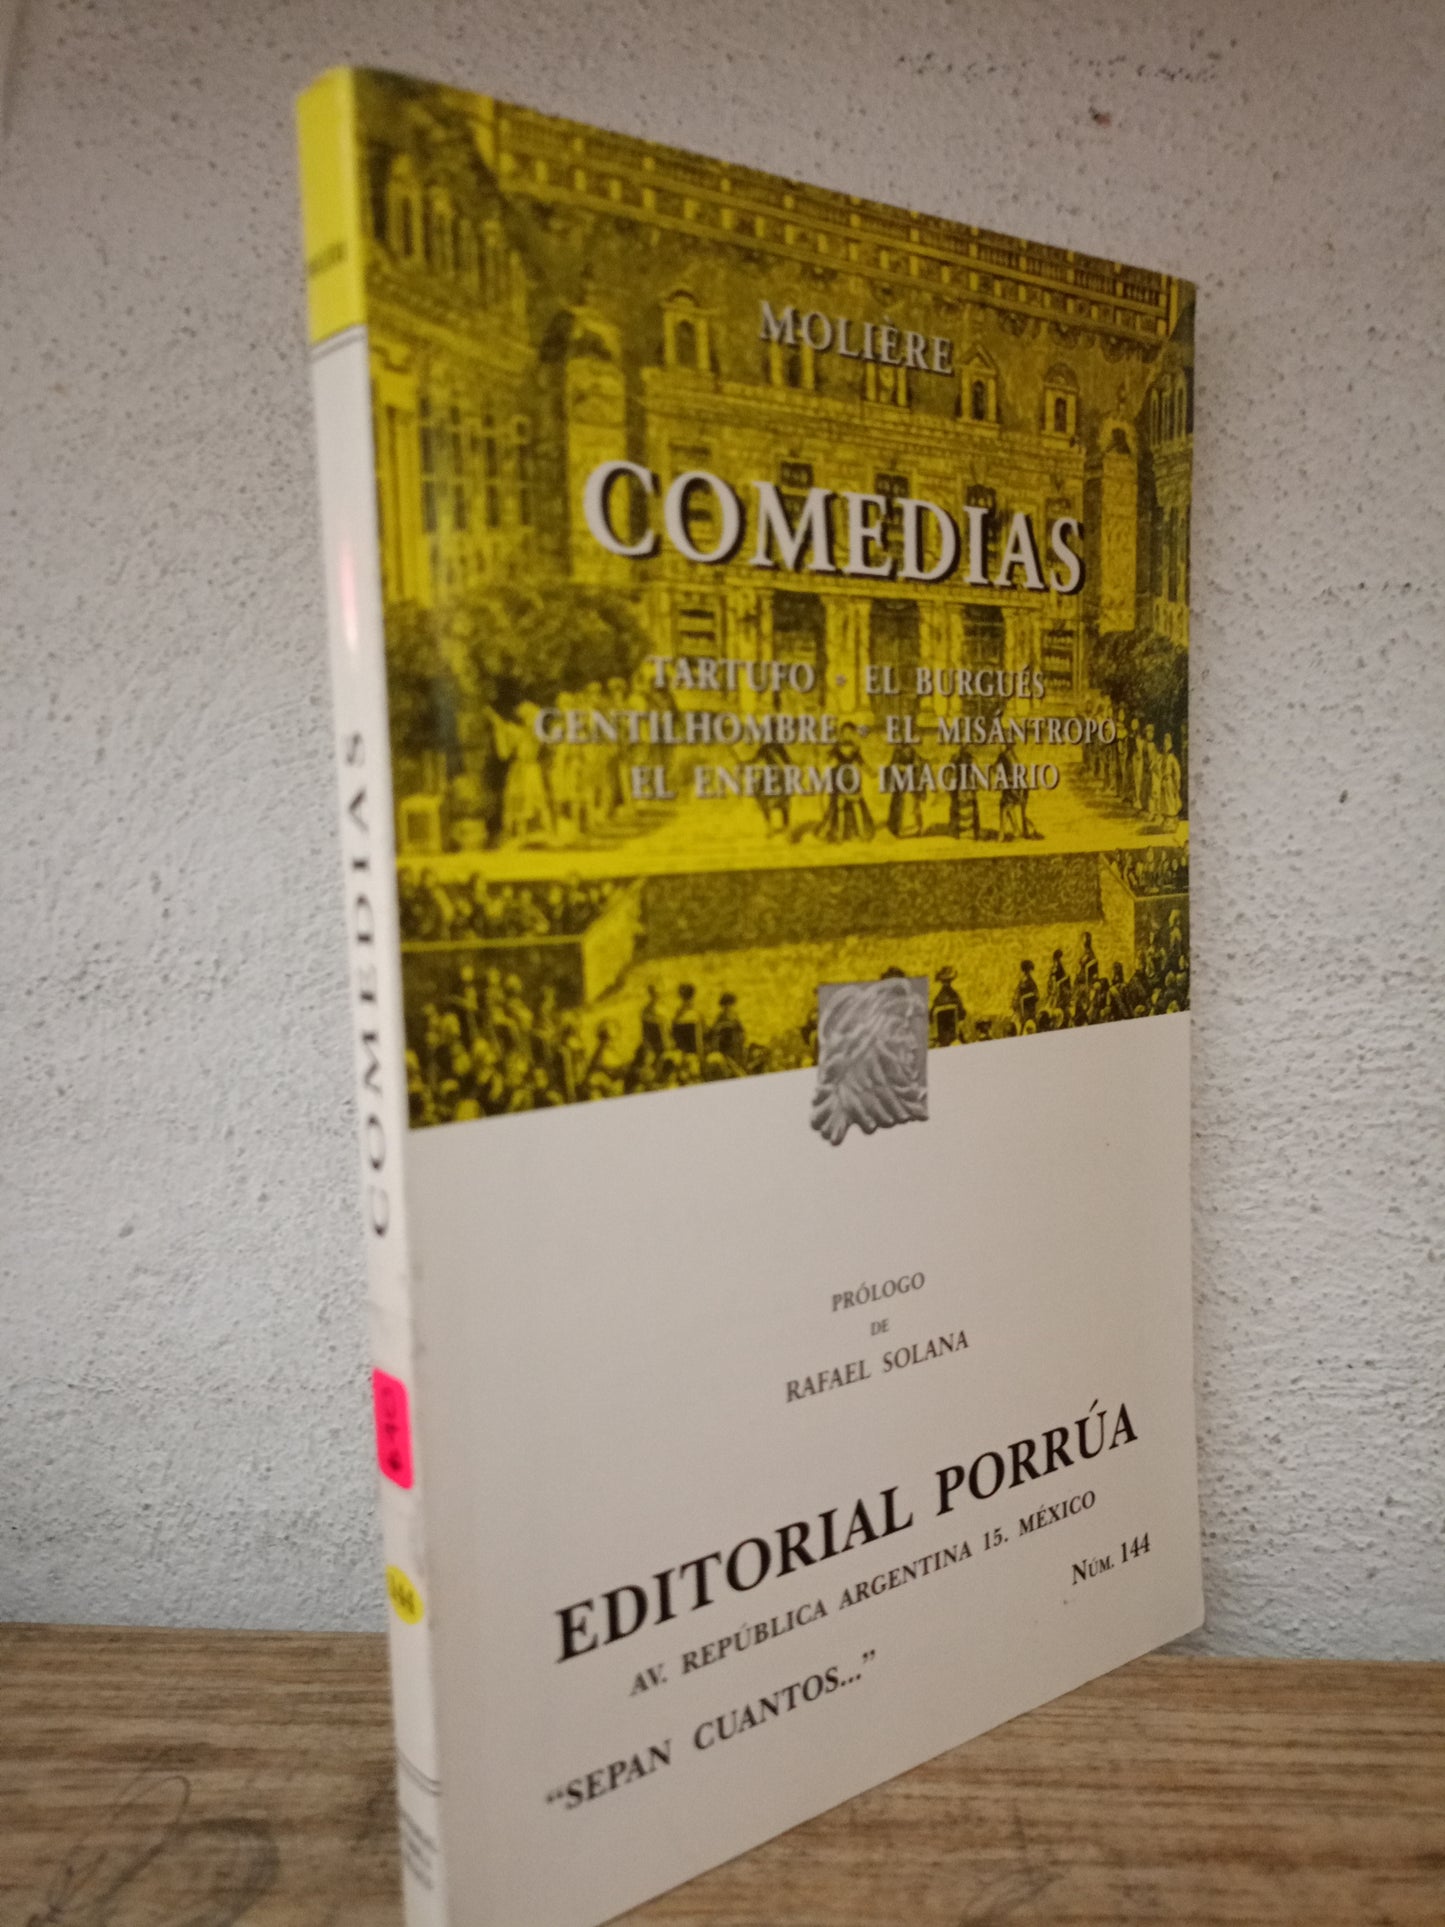 MOLIÈRE
COMEDIAS
TARTUFO • EL BURGUÉS
GENTILHOMBRE • EL MISÁNTROPO
EL ENFERMO IMAGINARIO
PRÓLOGO
DE
RAFAEL SOLANA
EDITORIAL PORRÚA
AV. REPÚBLICA ARGENTINA 15. MÉXICO
NÚM. 144
“SEPAN CUANTOS...”
COMEDIAS
144